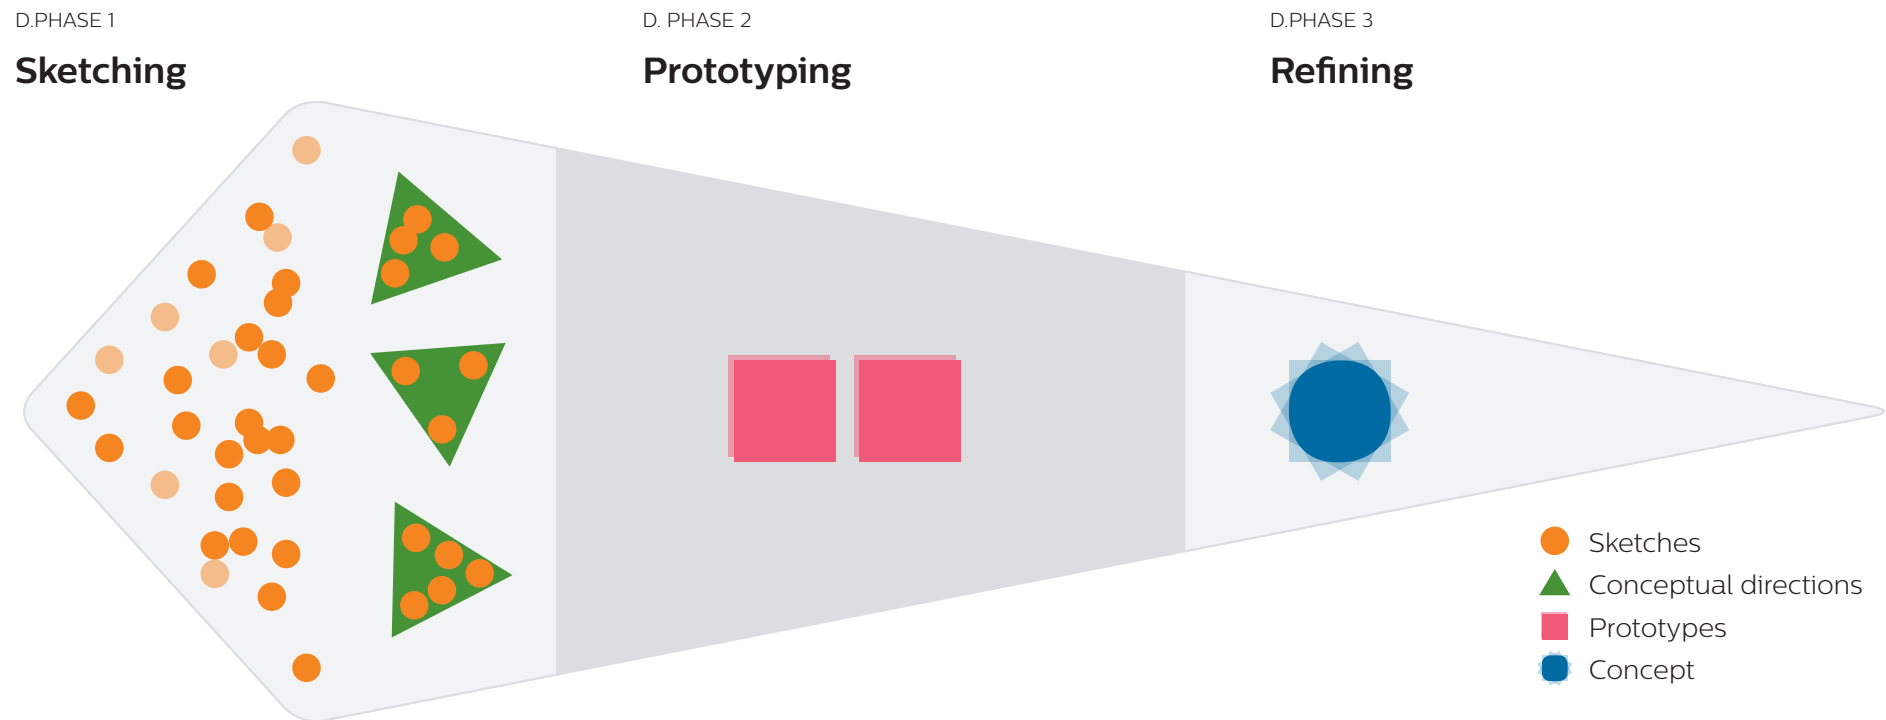 D.PHASE 1
Sketching
D. PHASE 2
Prototyping
D.PHASE 3
Refining
Sketches
Conceptual directions
Prototypes
Concept